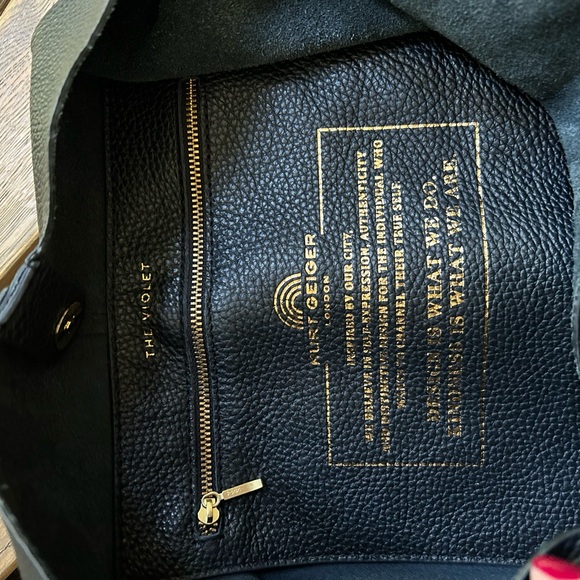 THE VIOLET
KURT GEIGER
LONDON
INSPIRED BY OUR CITY,
WE BELIEVE IN SELF-EXPRESSION, AUTHENTICITY
AND DISTINCTIVE DESIGN FOR THE INDIVIDUAL WHO
WANTS TO CHANNEL THEIR TRUE SELF
DESIGN IS WHAT WE DO,
KINDNESS IS WHAT WE ARE